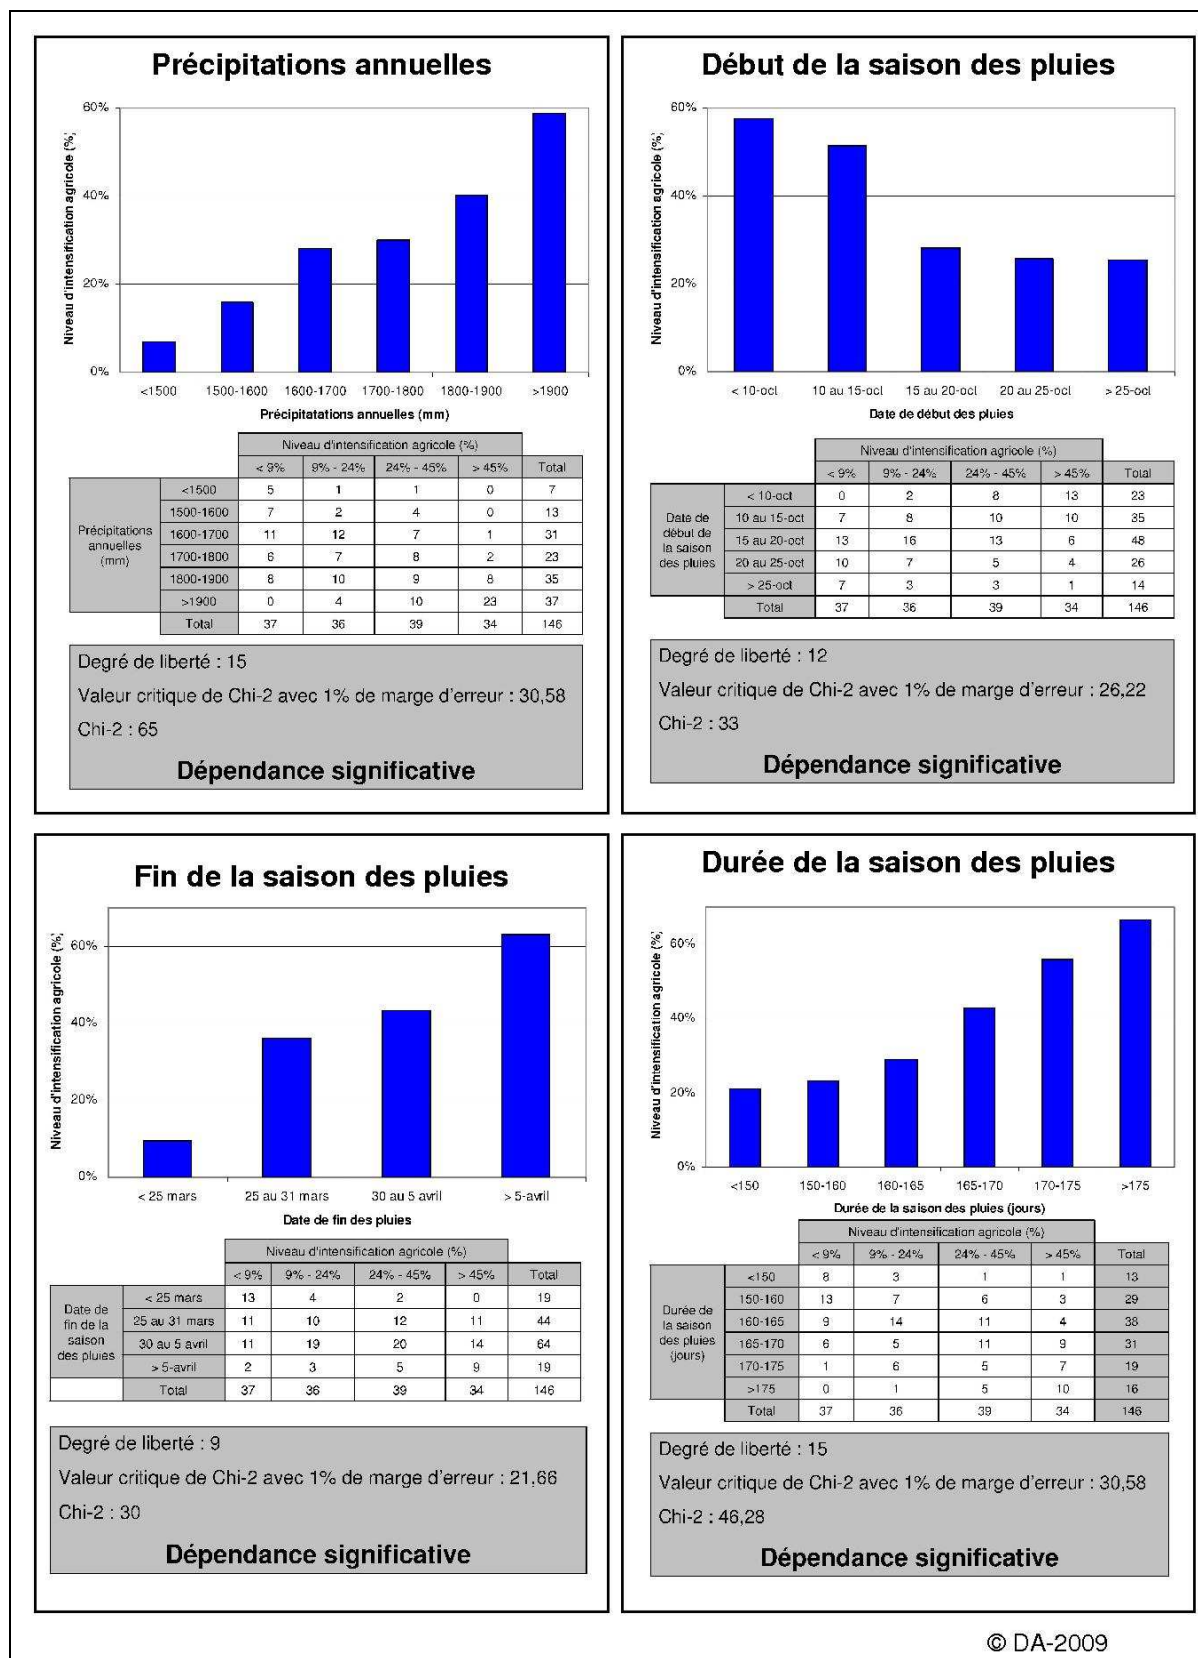 Précipitations annuelles
Niveau d'intensification agricole (%)
60%
40%
20%
0%
<1500 1500-1600 1600-1700 1700-1800 1800-1900 >1900
Précipitatations annuelles (mm)
Niveau d'intensification agricole (%)
< 9% 9% - 24% 24% - 45% > 45% Total
Précipitations annuelles (mm)
<1500 5 1 1 0 7
1500-1600 7 2 4 0 13
1600-1700 11 12 7 1 31
1700-1800 6 7 8 2 23
1800-1900 8 10 9 8 35
>1900 0 4 10 23 37
Total 37 36 39 34 146
Degré de liberté : 15
Valeur critique de Chi-2 avec 1% de marge d'erreur : 30,58
Chi-2 : 65
Dépendance significative
Début de la saison des pluies
Niveau d'intensification agricole (%)
60%
40%
20%
0%
< 10-oct 10 au 15-oct 15 au 20-oct 20 au 25-oct > 25-oct
Date de début des pluies
Niveau d'intensification agricole (%)
< 9% 9% - 24% 24% - 45% > 45% Total
Date de début de la saison des pluies
< 10-oct 0 2 8 13 23
10 au 15-oct 7 8 10 10 35
15 au 20-oct 13 16 13 6 48
20 au 25-oct 10 7 5 4 26
> 25-oct 7 3 3 1 14
Total 37 36 39 34 146
Degré de liberté : 12
Valeur critique de Chi-2 avec 1% de marge d'erreur : 26,22
Chi-2 : 33
Dépendance significative
Fin de la saison des pluies
Niveau d'intensification agricole (%)
60%
40%
20%
0%
< 25 mars 25 au 31 mars 30 au 5 avril > 5-avril
Date de fin des pluies
Niveau d'intensification agricole (%)
< 9% 9% - 24% 24% - 45% > 45% Total
Date de fin de la saison des pluies
< 25 mars 13 4 2 0 19
25 au 31 mars 11 10 12 11 44
30 au 5 avril 11 19 20 14 64
> 5-avril 2 3 5 9 19
Total 37 36 39 34 146
Degré de liberté : 9
Valeur critique de Chi-2 avec 1% de marge d'erreur : 21,66
Chi-2 : 30
Dépendance significative
Durée de la saison des pluies
Niveau d'intensification agricole (%)
60%
40%
20%
0%
<150 150-160 160-165 165-170 170-175 >175
Durée de la saison des pluies (jours)
Niveau d'intensification agricole (%)
< 9% 9% - 24% 24% - 45% > 45% Total
Durée de la saison des pluies (jours)
<150 8 3 1 1 13
150-160 13 7 6 3 29
160-165 9 14 11 4 38
165-170 6 5 11 9 31
170-175 1 6 5 7 19
>175 0 1 5 10 16
Total 37 36 39 34 146
Degré de liberté : 15
Valeur critique de Chi-2 avec 1% de marge d'erreur : 30,58
Chi-2 : 46,28
Dépendance significative
© DA-2009